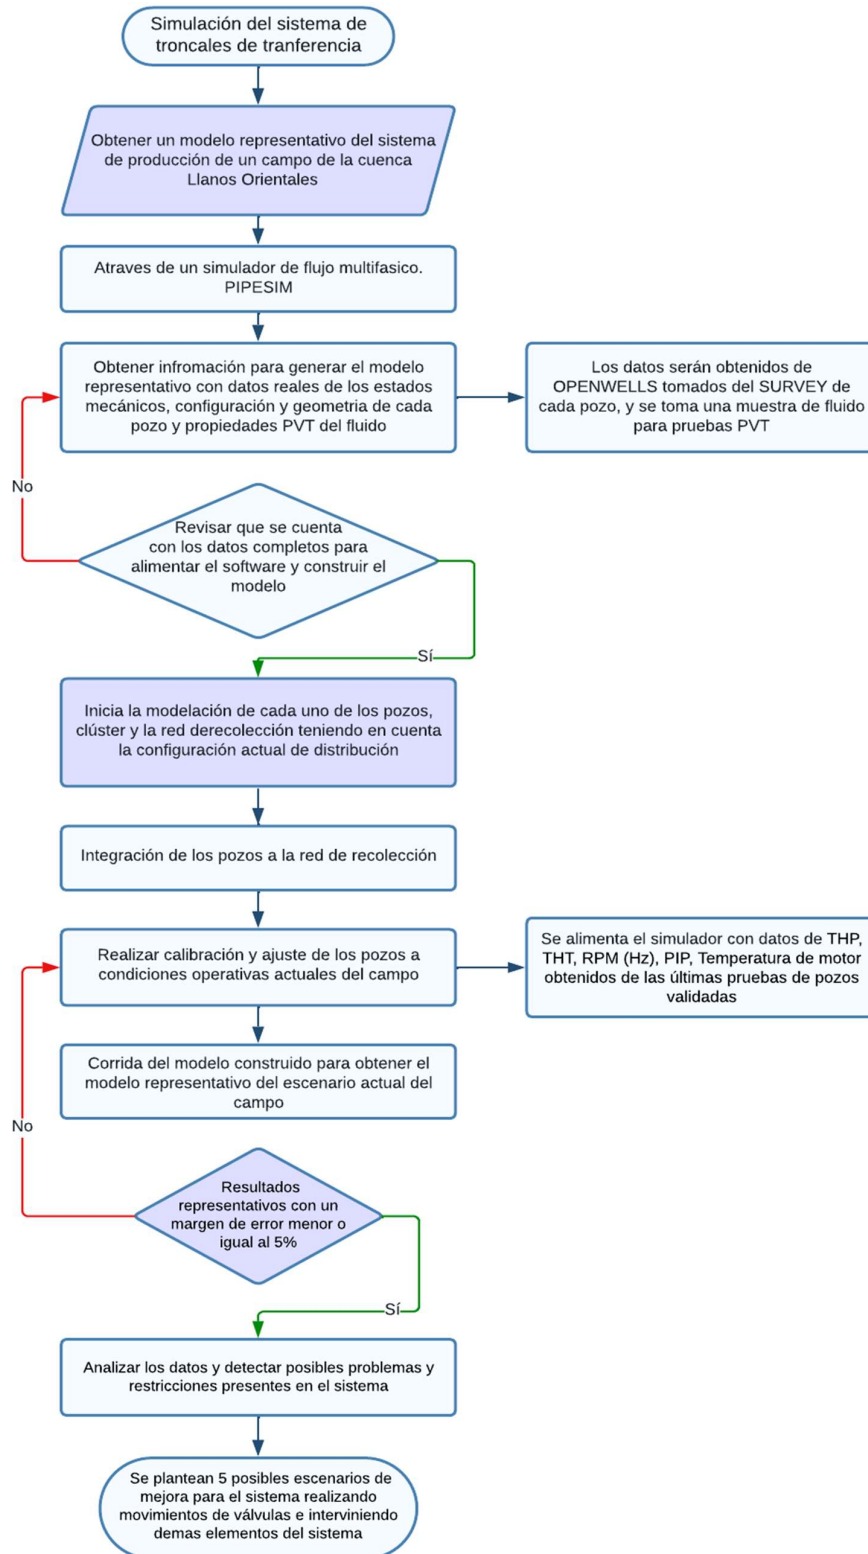 Simulación del sistema de
troncales de tranferencia
Obtener un modelo representativo del sistema
de producción de un campo de la cuenca
Llanos Orientales
Atraves de un simulador de flujo multifasico.
PIPESIM
Obtener infromación para generar el modelo
representativo con datos reales de los estados
mecánicos, configuración y geometria de cada
pozo y propiedades PVT del fluido
Los datos serán obtenidos de
OPENWELLS tomados del SURVEY de
cada pozo, y se toma una muestra de fluido
para pruebas PVT
No
Revisar que se cuenta
con los datos completos para
alimentar el software y construir el
modelo
Sí
Inicia la modelación de cada uno de los pozos,
clúster y la red derecolección teniendo en cuenta
la configuración actual de distribución
Integración de los pozos a la red de recolección
Realizar calibración y ajuste de los pozos a
condiciones operativas actuales del campo
Se alimenta el simulador con datos de THP,
THT, RPM (Hz), PIP, Temperatura de motor
obtenidos de las últimas pruebas de pozos
validadas
Corrida del modelo construido para obtener el
modelo representativo del escenario actual del
campo
No
Resultados
representativos con un
margen de error menor o
igual al 5%
Sí
Analizar los datos y detectar posibles problemas y
restricciones presentes en el sistema
Se plantean 5 posibles escenarios de
mejora para el sistema realizando
movimientos de válvulas e interviniendo
demas elementos del sistema